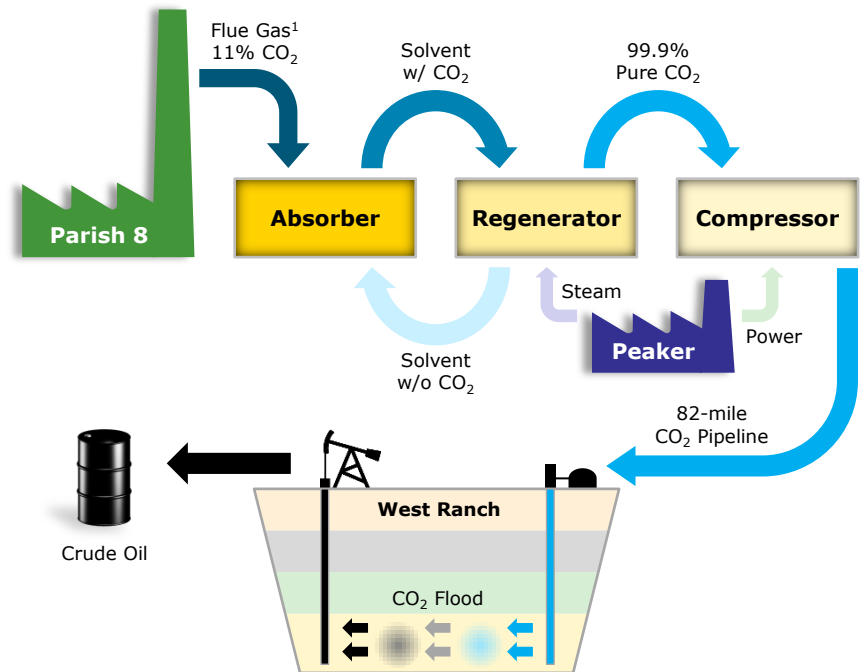 Flue Gas¹
11% CO₂
Solvent
w/ CO₂
99.9%
Pure CO₂
Parish 8
Absorber
Regenerator
Compressor
Steam
Peaker
Power
Solvent
w/o CO₂
82-mile
CO₂ Pipeline
West Ranch
Crude Oil
CO₂ Flood